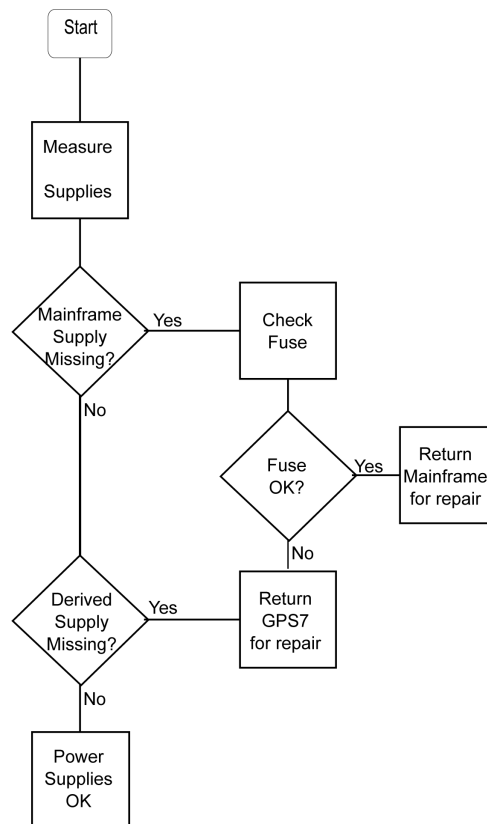 Start
Measure
Supplies
Mainframe
Supply
Missing?
Yes
No
Check
Fuse
Fuse
OK?
Yes
No
Return
Mainframe
for repair
Derived
Supply
Missing?
Yes
No
Return
GPS7
for repair
Power
Supplies
OK